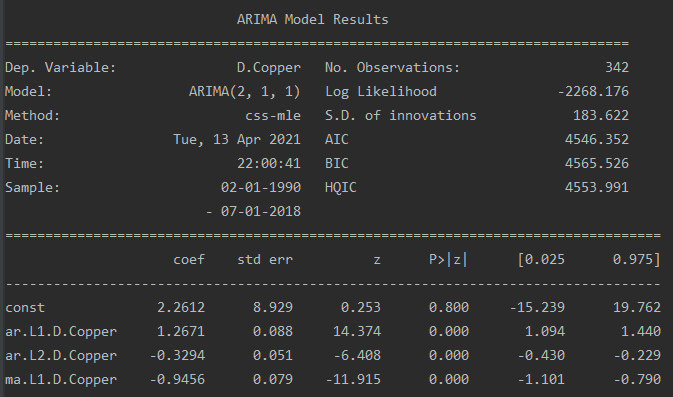 ARIMA Model Results
==============================================================================
Dep. Variable: D.Copper No. Observations: 342
Model: ARIMA(2, 1, 1) Log Likelihood -2268.176
Method: css-mle S.D. of innovations 183.622
Date: Tue, 13 Apr 2021 AIC 4546.352
Time: 22:00:41 BIC 4565.526
Sample: 02-01-1990 HQIC 4553.991
- 07-01-2018
==================================================================================
coef std err z P>|z| [0.025 0.975]
----------------------------------------------------------------------------------
const 2.2612 8.929 0.253 0.800 -15.239 19.762
ar.L1.D.Copper 1.2671 0.088 14.374 0.000 1.094 1.440
ar.L2.D.Copper -0.3294 0.051 -6.408 0.000 -0.430 -0.229
ma.L1.D.Copper -0.9456 0.079 -11.915 0.000 -1.101 -0.790